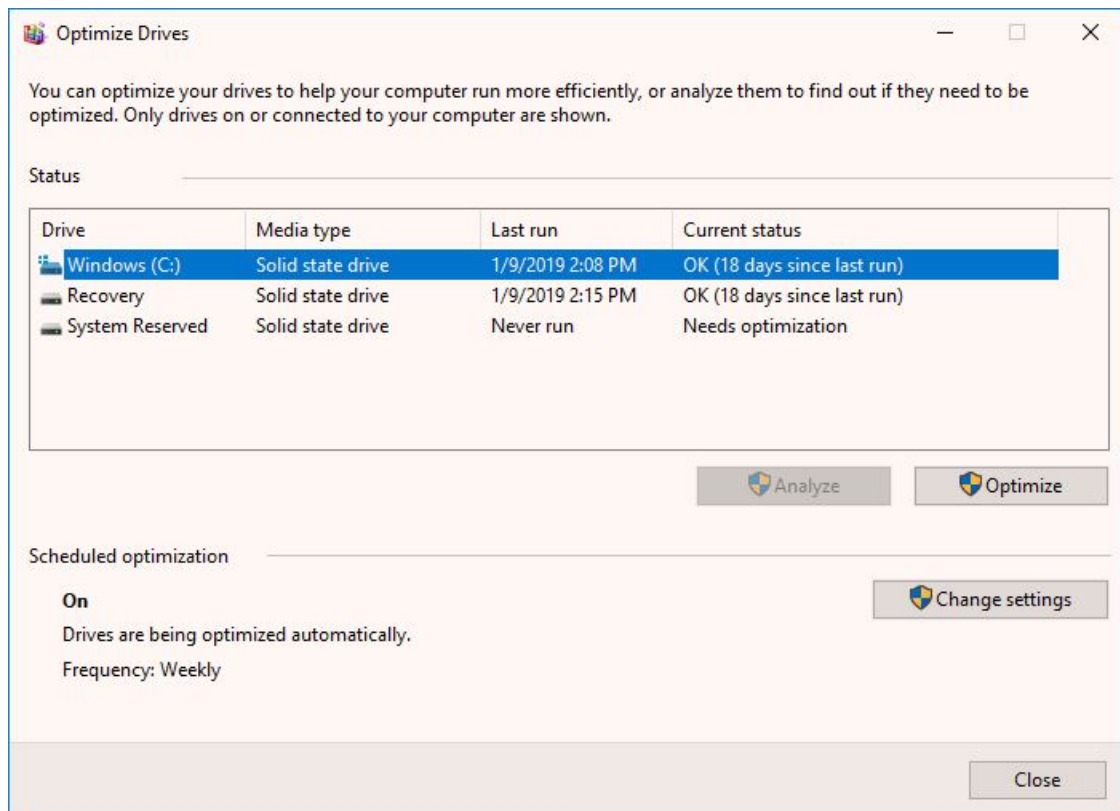 Optimize Drives
You can optimize your drives to help your computer run more efficiently, or analyze them to find out if they need to be
optimized. Only drives on or connected to your computer are shown.
Status
Drive Media type Last run Current status
Windows (C:) Solid state drive 1/9/2019 2:08 PM OK (18 days since last run)
Recovery Solid state drive 1/9/2019 2:15 PM OK (18 days since last run)
System Reserved Solid state drive Never run Needs optimization
Analyze Optimize
Scheduled optimization
On
Change settings
Drives are being optimized automatically.
Frequency: Weekly
Close